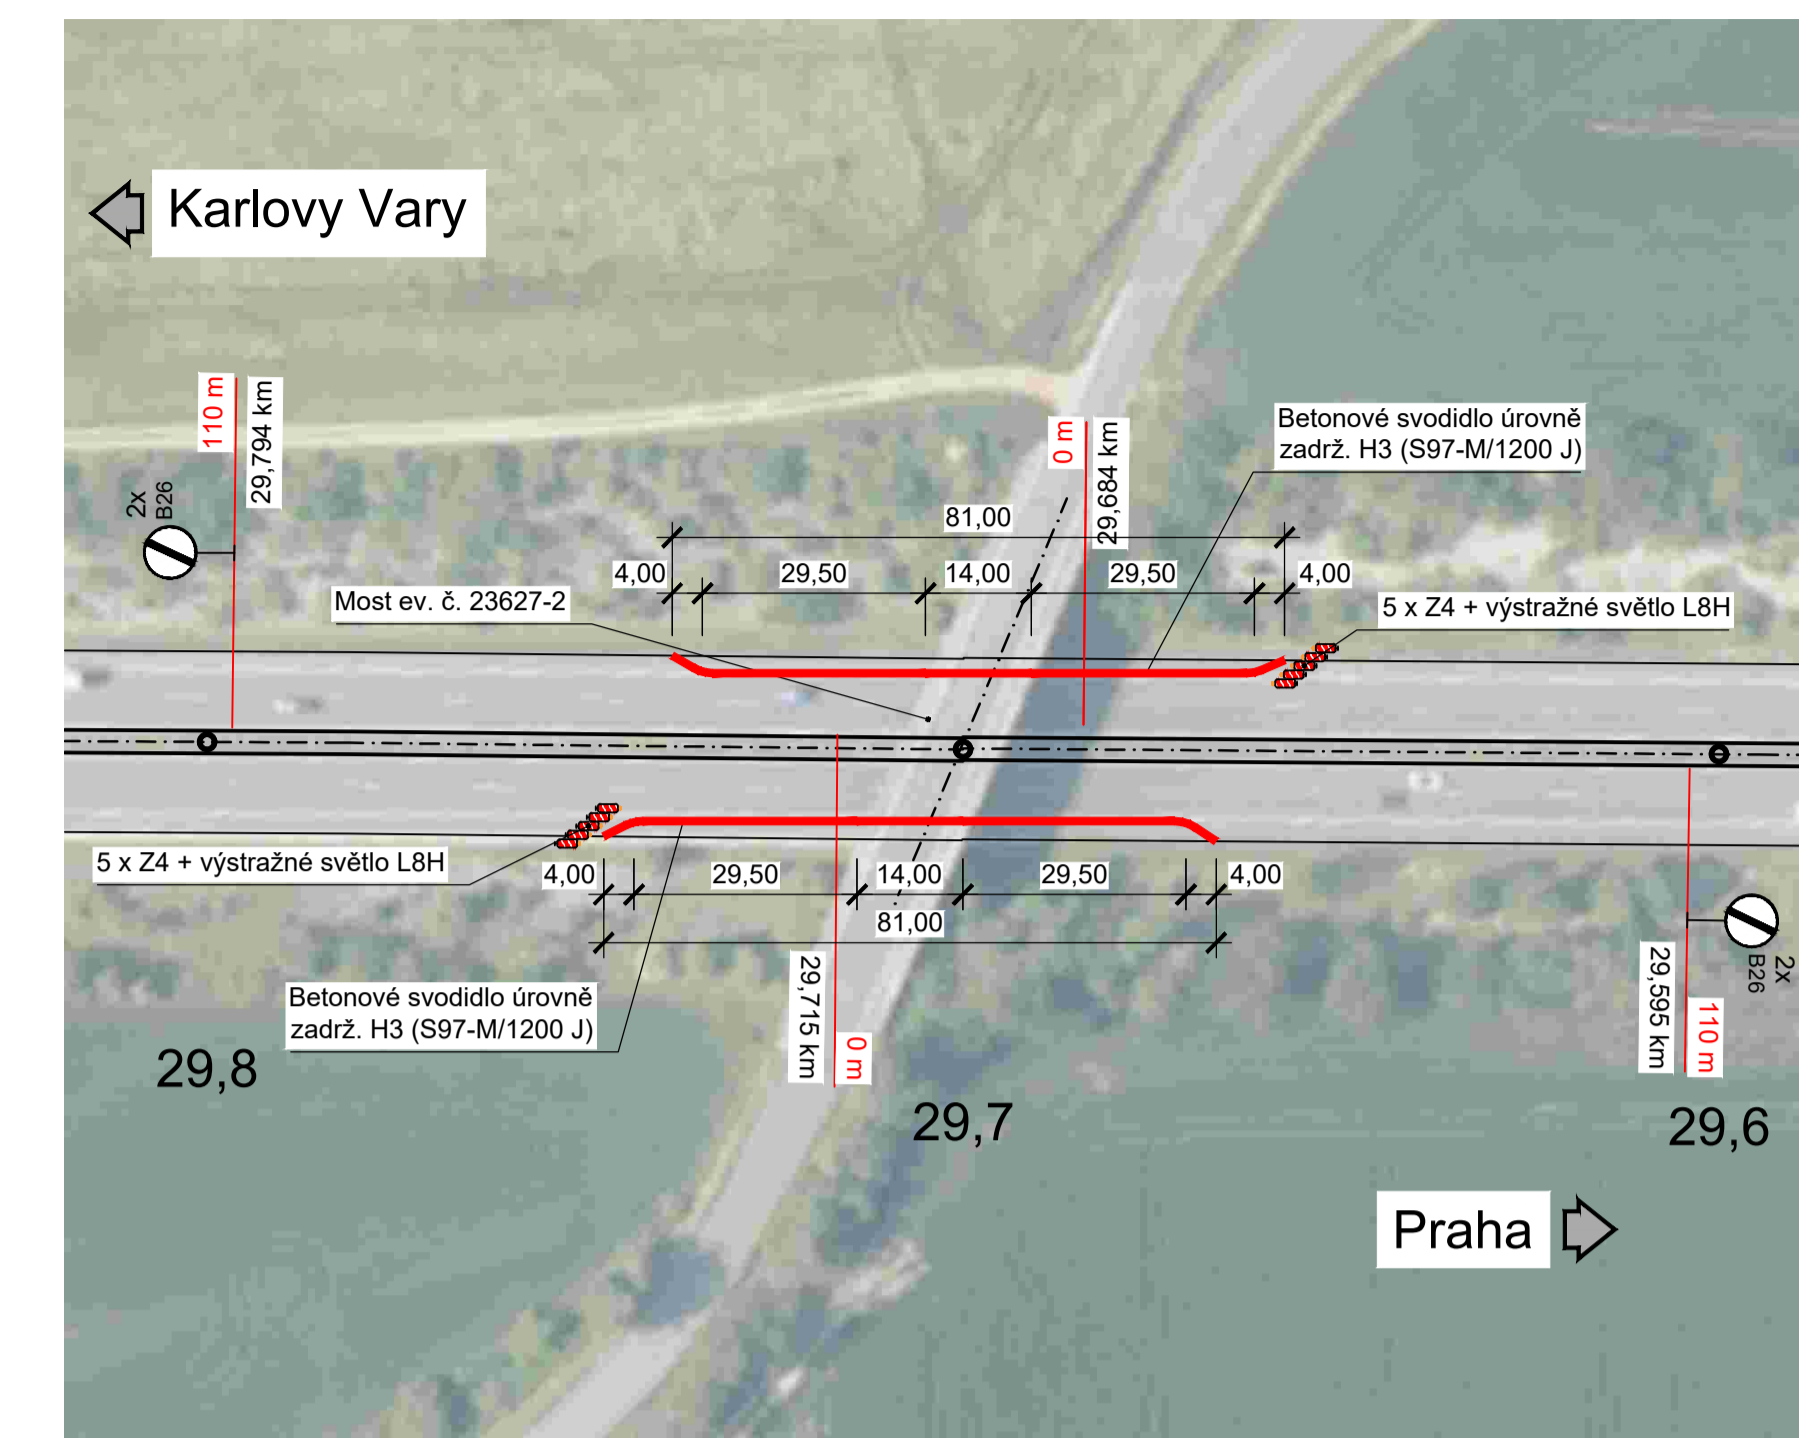 Karlovy Vary
110 m
29,794 km
2x
B26
0 m
29,684 km
Betonové svodidlo úrovně
zadrž. H3 (S97-M/1200 J)
81,00
4,00
29,50
14,00
29,50
4,00
Most ev. č. 23627-2
5 x Z4 + výstražné světlo L8H
5 x Z4 + výstražné světlo L8H
4,00
29,50
14,00
29,50
4,00
81,00
29,715 km
0 m
29,595 km
110 m
2x
B26
Betonové svodidlo úrovně
zadrž. H3 (S97-M/1200 J)
29,8
29,7
29,6
Praha